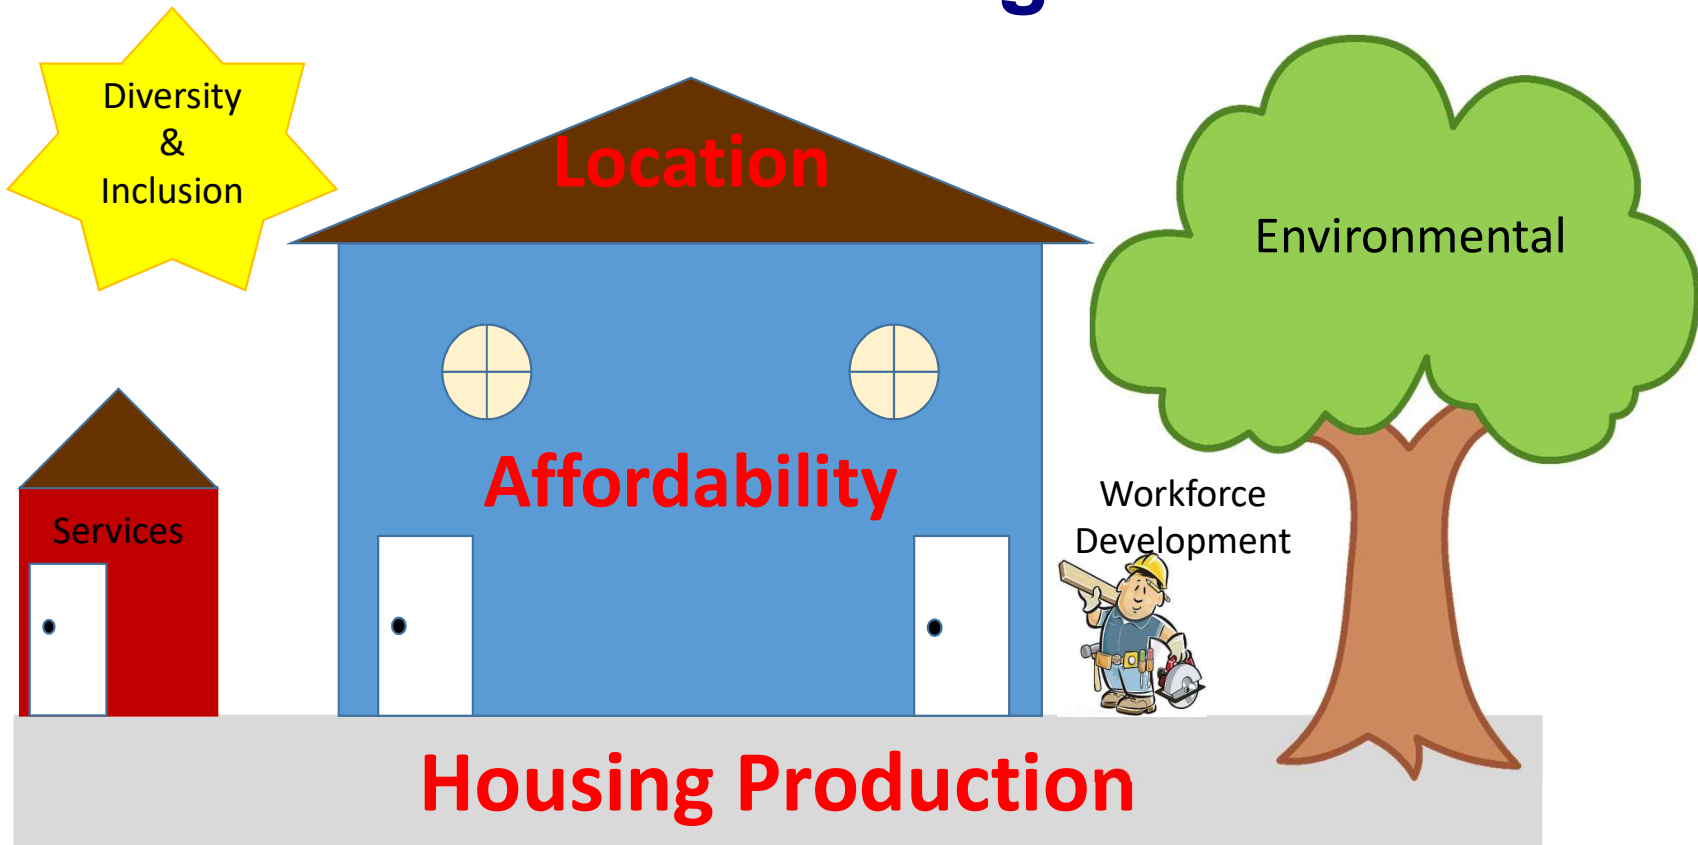 Diversity
&
Inclusion
Location
Environmental
Affordability
Services
Workforce
Development
Housing Production